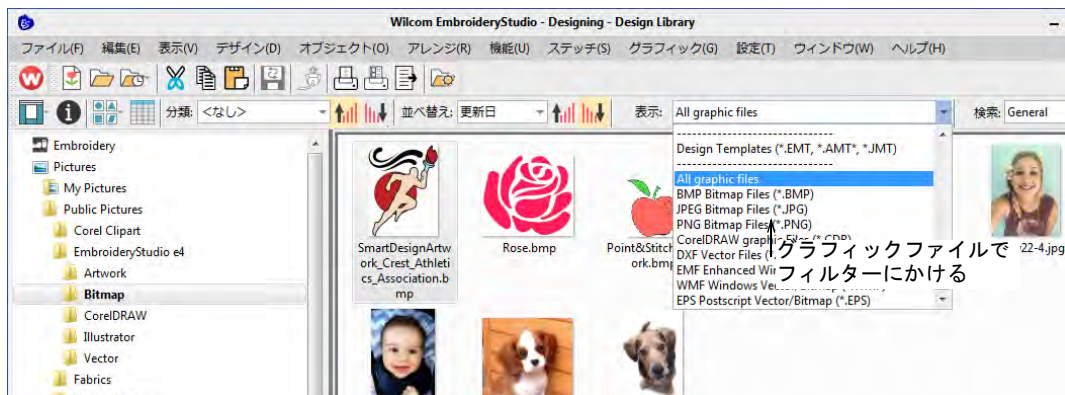 Wilcom EmbroideryStudio - Designing - Design Library
ファイル(F) 編集(E) 表示(V) デザイン(D) オブジェクト(O) アレンジ(R) 機能(U) ステッチ(S) グラフィック(G) 設定(T) ウィンドウ(W) ヘルプ(H)
分類: <なし> 並べ替え: 更新日 表示: All graphic files 検索: General
Embroidery
Pictures
My Pictures
Public Pictures
Corel Clipart
EmbroideryStudio e4
Artwork
Bitmap
CorelDRAW
Illustrator
Vector
Fabrics
SmartDesignArtw
ork_Crest_Athleti
cs_Association.b
mp
Rose.bmp
Point&Stitch
ork.bmp
22-4.jpg
--------------------------------
Design Templates (*.EMT, *.AMT*, *.JMT)
--------------------------------
All graphic files
BMP Bitmap Files (*.BMP)
JPEG Bitmap Files (*.JPG)
PNG Bitmap Files (*.PNG)
CorelDRAW graphic Files (*.CDR)
DXF Vector Files
EMF Enhanced
WMF Windows
EPS Postscript Vector/Bitmap (*.EPS)
グラフィックファイルで
フィルターにかける